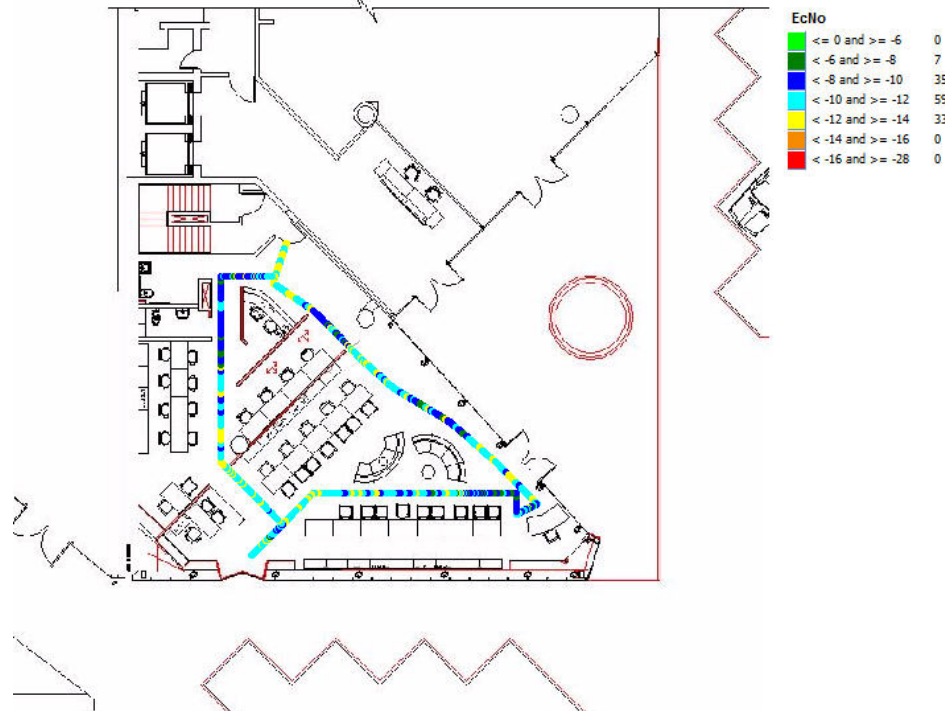 EcNo
<= 0 and >= -6 0
< -6 and >= -8 7
< -8 and >= -10 35
< -10 and >= -12 59
< -12 and >= -14 33
< -14 and >= -16 0
< -16 and >= -28 0